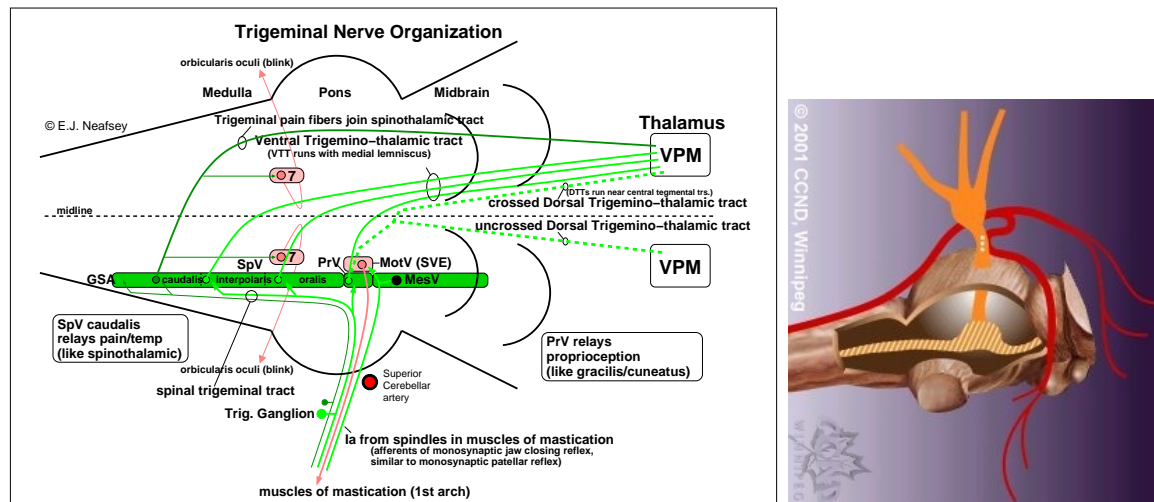 Trigeminal Nerve Organization
orbicularis oculi (blink)
Medulla
Pons
Midbrain
© E.J. Neafsey
Trigeminal pain fibers join spinothalamic tract
Thalamus
Ventral Trigemino−thalamic tract
(VTT runs with medial lemniscus)
VPM
7
(DTTs run near central tegmental trs.)
crossed Dorsal Trigemino−thalamic tract
midline
uncrossed Dorsal Trigemino−thalamic tract
7
SpV
PrV
MotV (SVE)
VPM
GSA
caudalis
interpolaris
oralis
MesV
SpV caudalis
relays pain/temp
(like spinothalamic)
PrV relays
proprioception
(like gracilis/cuneatus)
orbicularis oculi (blink)
spinal trigeminal tract
Superior
Cerebellar
artery
Trig. Ganglion
Ia from spindles in muscles of mastication
(afferents of monosynaptic jaw closing reflex,
similar to monosynaptic patellar reflex)
muscles of mastication (1st arch)
© 2001 CCND, Winnipeg
WINNIPEG